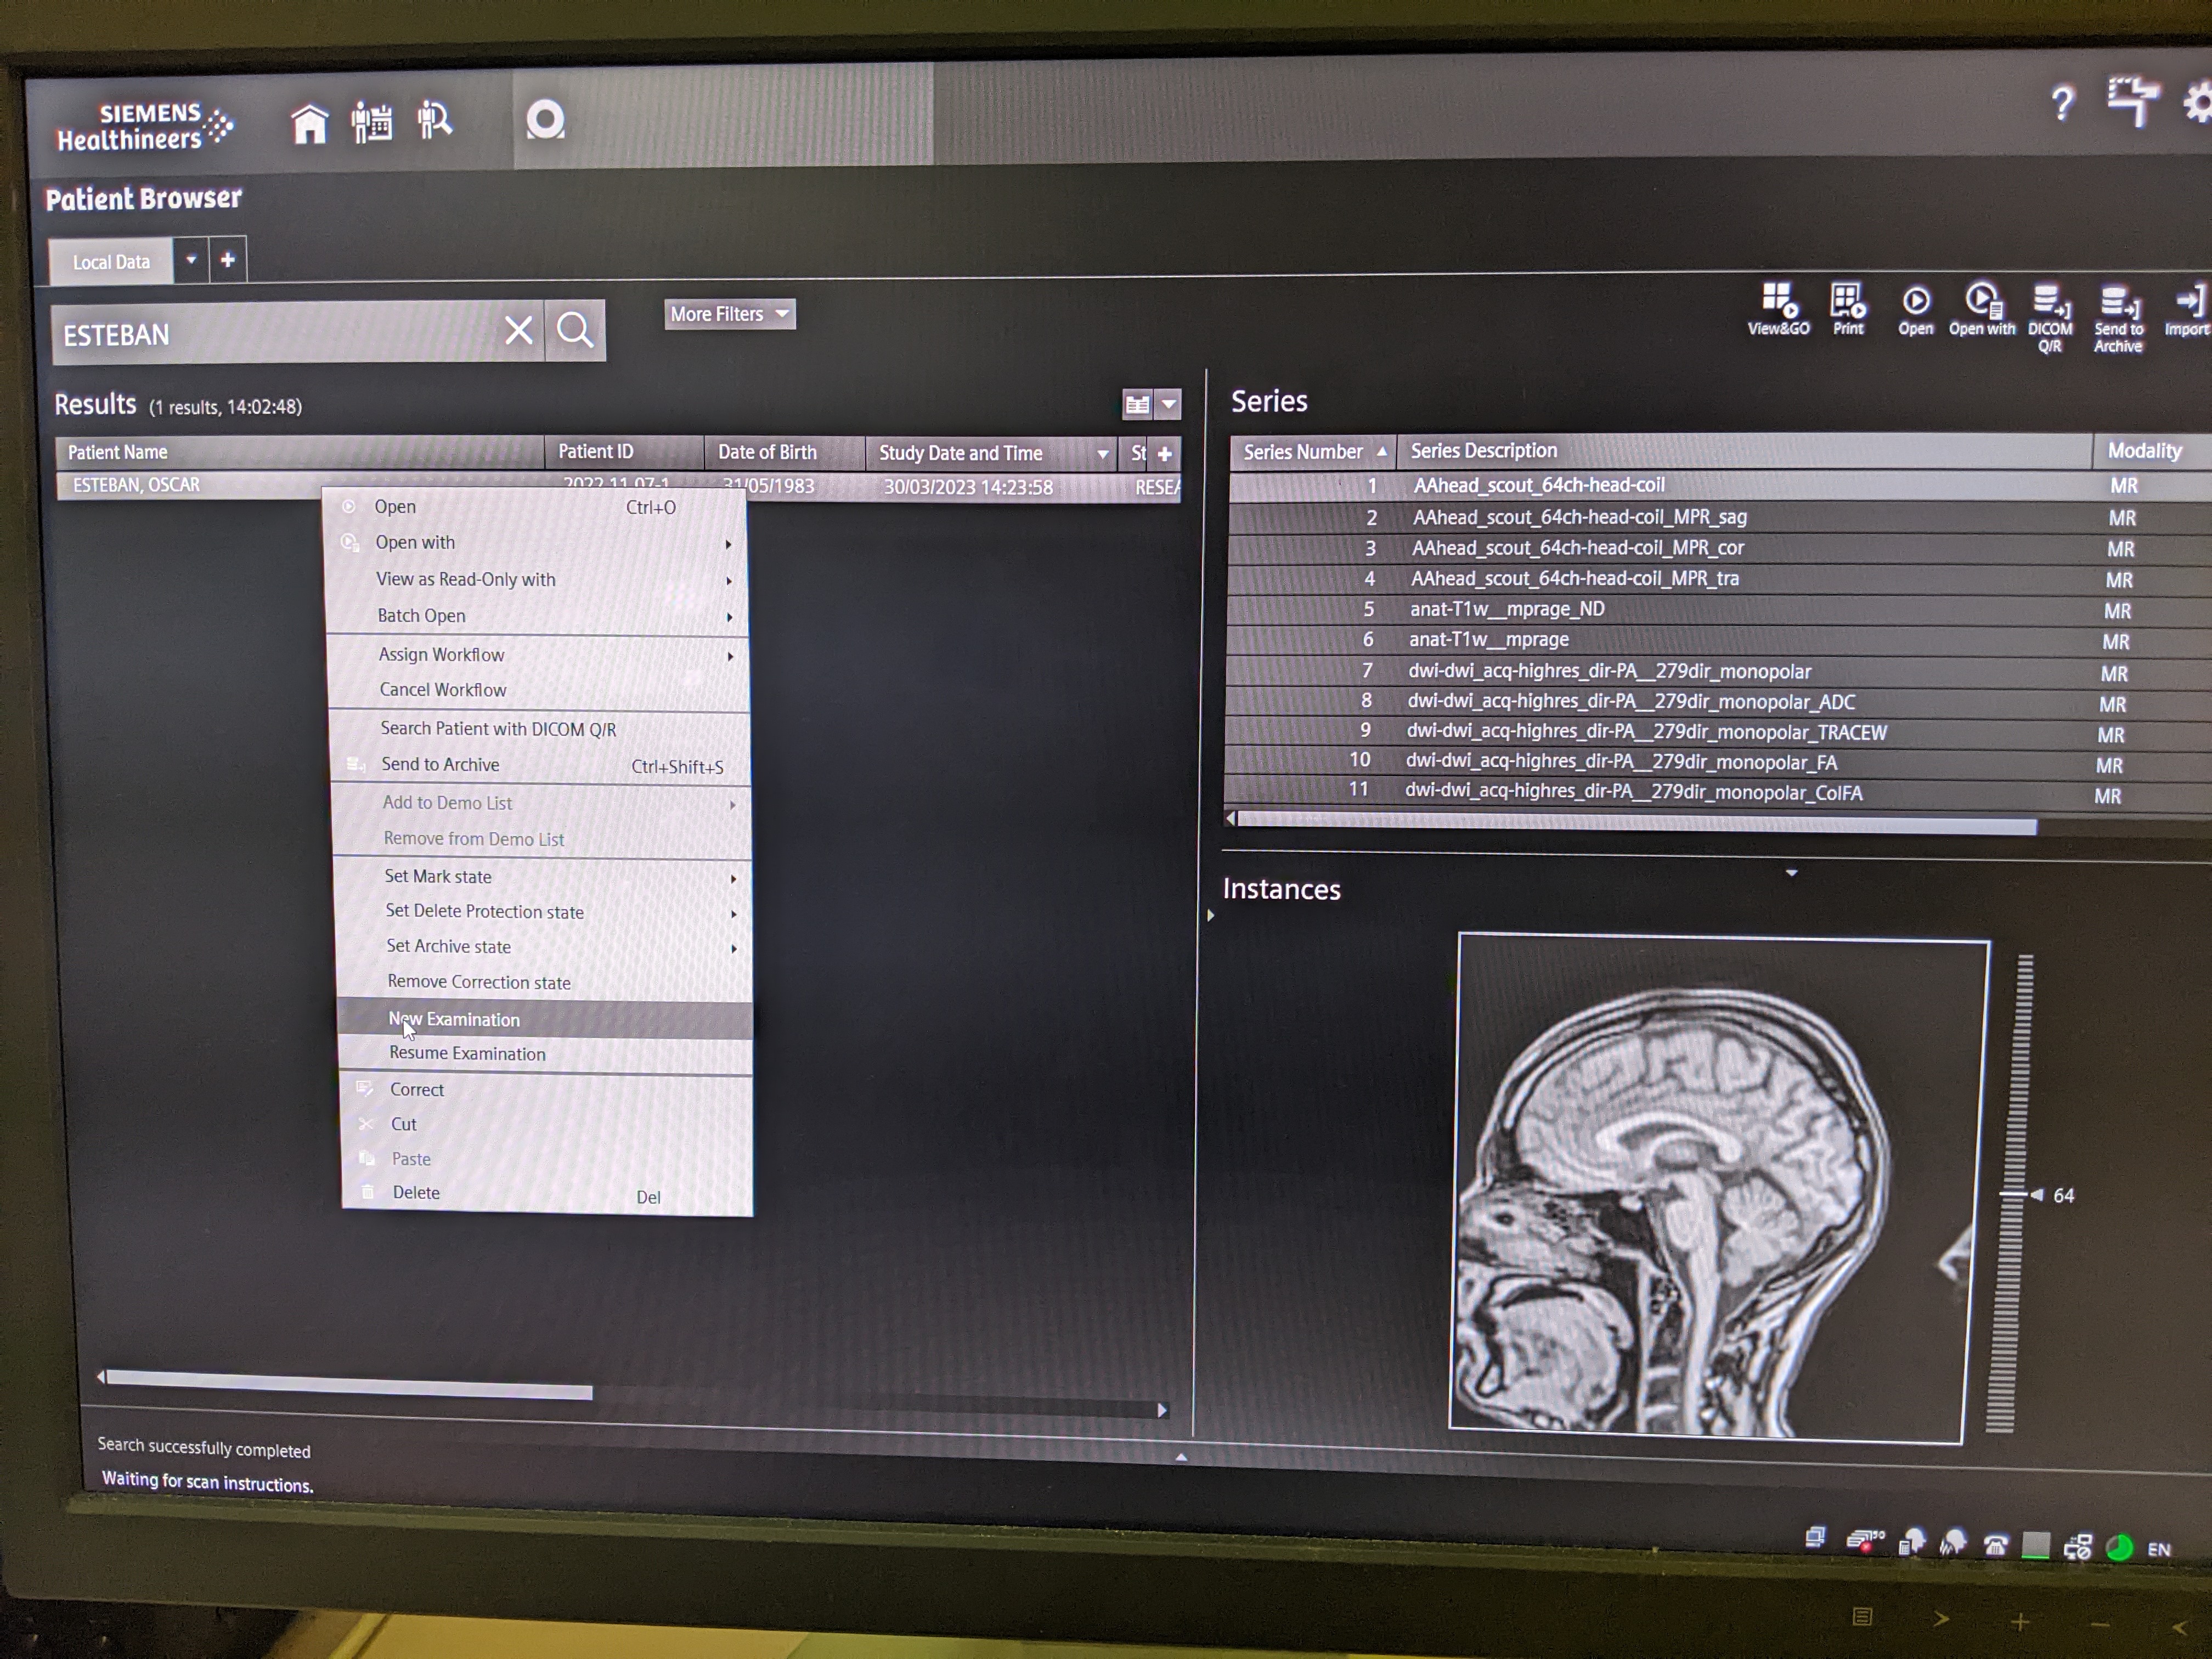 SIEMENS
Healthineers
?
Patient Browser
Local Data
+
ESTEBAN
More Filters
View&GO
Print
Open
Open with
DICOM
Q/R
Send to
Archive
Import
Results (1 results, 14:02:48)
Patient Name Patient ID Date of Birth Study Date and Time St +
ESTEBAN, OSCAR 2022.11.07-1 31/05/1983 30/03/2023 14:23:58 RESEA
Open Ctrl+O
Open with
View as Read-Only with
Batch Open
Assign Workflow
Cancel Workflow
Search Patient with DICOM Q/R
Send to Archive Ctrl+Shift+S
Add to Demo List
Remove from Demo List
Set Mark state
Set Delete Protection state
Set Archive state
Remove Correction state
New Examination
Resume Examination
Correct
Cut
Paste
Delete Del
Series
Series Number Series Description Modality
1 AAhead_scout_64ch-head-coil MR
2 AAhead_scout_64ch-head-coil_MPR_sag MR
3 AAhead_scout_64ch-head-coil_MPR_cor MR
4 AAhead_scout_64ch-head-coil_MPR_tra MR
5 anat-T1w__mprage_ND MR
6 anat-T1w__mprage MR
7 dwi-dwi_acq-highres_dir-PA__279dir_monopolar MR
8 dwi-dwi_acq-highres_dir-PA__279dir_monopolar_ADC MR
9 dwi-dwi_acq-highres_dir-PA__279dir_monopolar_TRACEW MR
10 dwi-dwi_acq-highres_dir-PA__279dir_monopolar_FA MR
11 dwi-dwi_acq-highres_dir-PA__279dir_monopolar_ColFA MR
Instances
64
Search successfully completed
Waiting for scan instructions.
EN